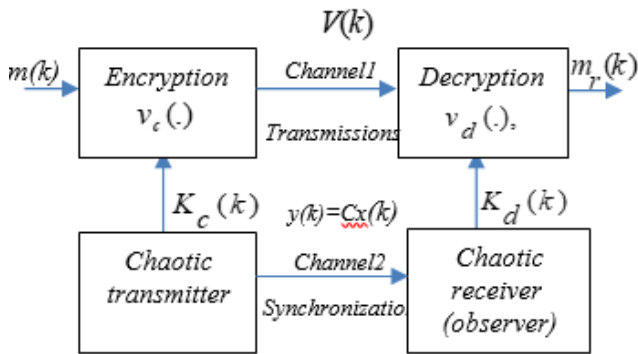 V(k)
m(k)
Encryption
v_c(.)
Channel1
Transmissions
Decryption
v_d(.),
m_r(k)
K_c(k)
y(k)=Cx(k)
K_d(k)
Chaotic
transmitter
Channel2
Synchronization
Chaotic
receiver
(observer)